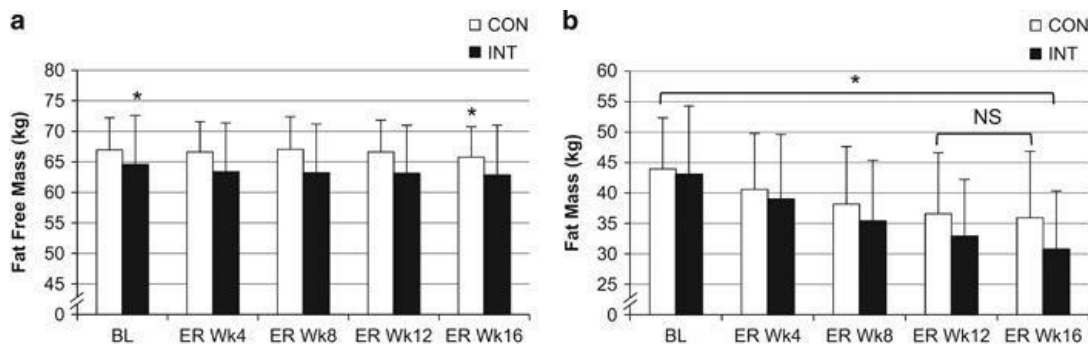 a
CON
INT
Fat Free Mass (kg)
80
75
70
65
60
55
50
45
0
*
*
BL ER Wk4 ER Wk8 ER Wk12 ER Wk16
b
CON
INT
Fat Mass (kg)
60
55
50
45
40
35
30
25
0
*
NS
BL ER Wk4 ER Wk8 ER Wk12 ER Wk16